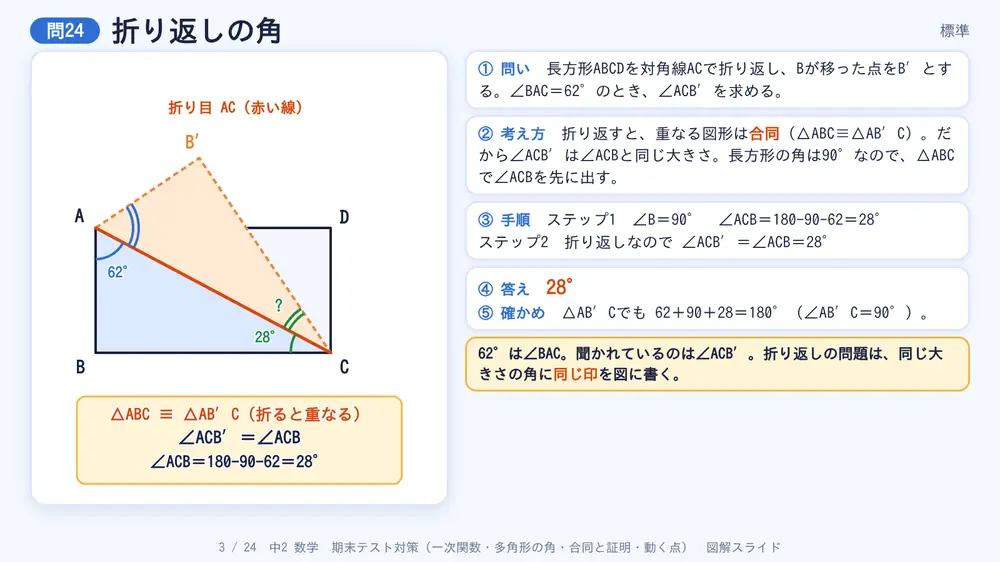 問24 折り返しの角
標準
折り目 AC（赤い線）
B′
A
D
62°
?
28°
B
C
△ABC ≡ △AB′C（折ると重なる）
∠ACB′＝∠ACB
∠ACB＝180-90-62＝28°
① 問い　長方形ABCDを対角線ACで折り返し、Bが移った点をB′とす
る。∠BAC＝62°のとき、∠ACB′を求める。
② 考え方　折り返すと、重なる図形は合同（△ABC≡△AB′C）。だ
から∠ACB′は∠ACBと同じ大きさ。長方形の角は90°なので、△ABC
で∠ACBを先に出す。
③ 手順　ステップ1　∠B＝90°　∠ACB＝180-90-62＝28°
ステップ2　折り返しなので ∠ACB′＝∠ACB＝28°
④ 答え　28°
⑤ 確かめ　△AB′Cでも 62＋90＋28＝180°（∠AB′C＝90°）。
62°は∠BAC。聞かれているのは∠ACB′。折り返しの問題は、同じ大
きさの角に同じ印を図に書く。
3 / 24　中2 数学　期末テスト対策（一次関数・多角形の角・合同と証明・動く点）　図解スライド